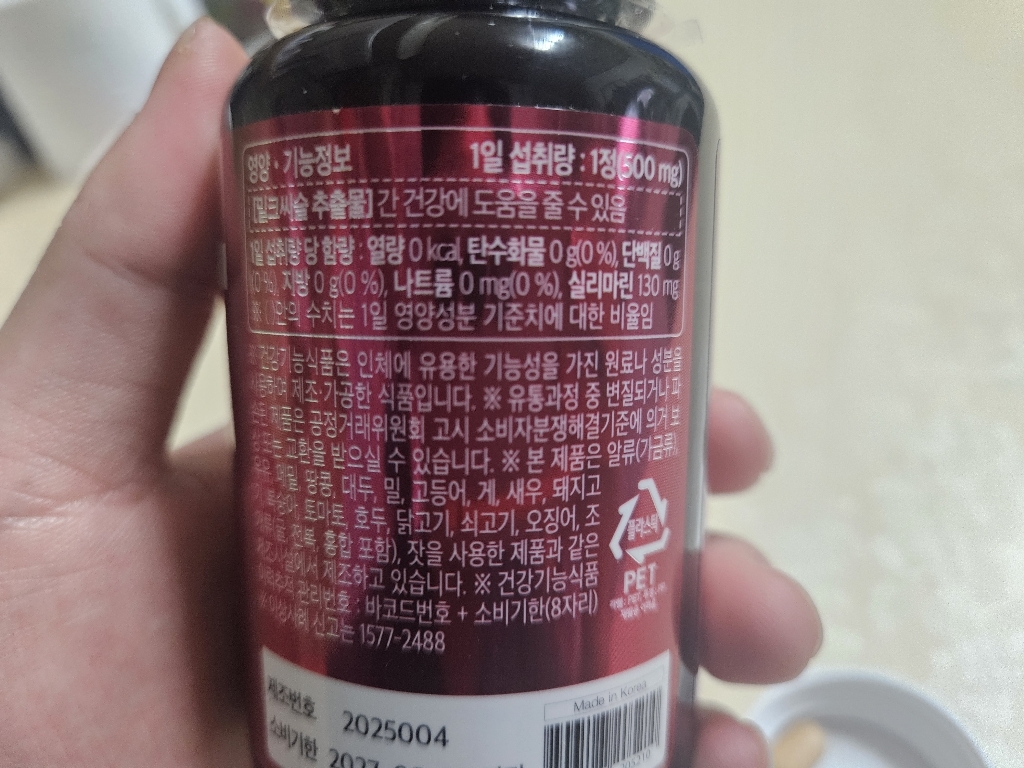 영양 · 기능정보 1일 섭취량 : 1정(500 mg)
[밀크씨슬 추출물] 간 건강에 도움을 줄 수 있음
1일 섭취량 당 함량 : 열량 0 kcal, 탄수화물 0 g(0 %), 단백질 0 g
(0 %), 지방 0 g(0 %), 나트륨 0 mg(0 %), 실리마린 130 mg
※ ( )안의 수치는 1일 영양성분 기준치에 대한 비율임
건강기능식품은 인체에 유용한 기능성을 가진 원료나 성분을
사용하여 제조·가공한 식품입니다. ※ 유통과정 중 변질되거나 파
제품은 공정거래위원회 고시 소비자분쟁해결기준에 의거 보
또는 교환을 받으실 수 있습니다. ※ 본 제품은 알류(가금류),
메밀, 땅콩, 대두, 밀, 고등어, 게, 새우, 돼지고
복숭아, 토마토, 호두, 닭고기, 쇠고기, 오징어, 조
전복, 홍합 포함), 잣을 사용한 제품과 같은
제조하고 있습니다. ※ 건강기능식품
관리번호 : 바코드번호 + 소비기한(8자리)
이상사례 신고는 1577-2488
플라스틱
PET
제조번호 2025004
소비기한 2027
Made in Korea